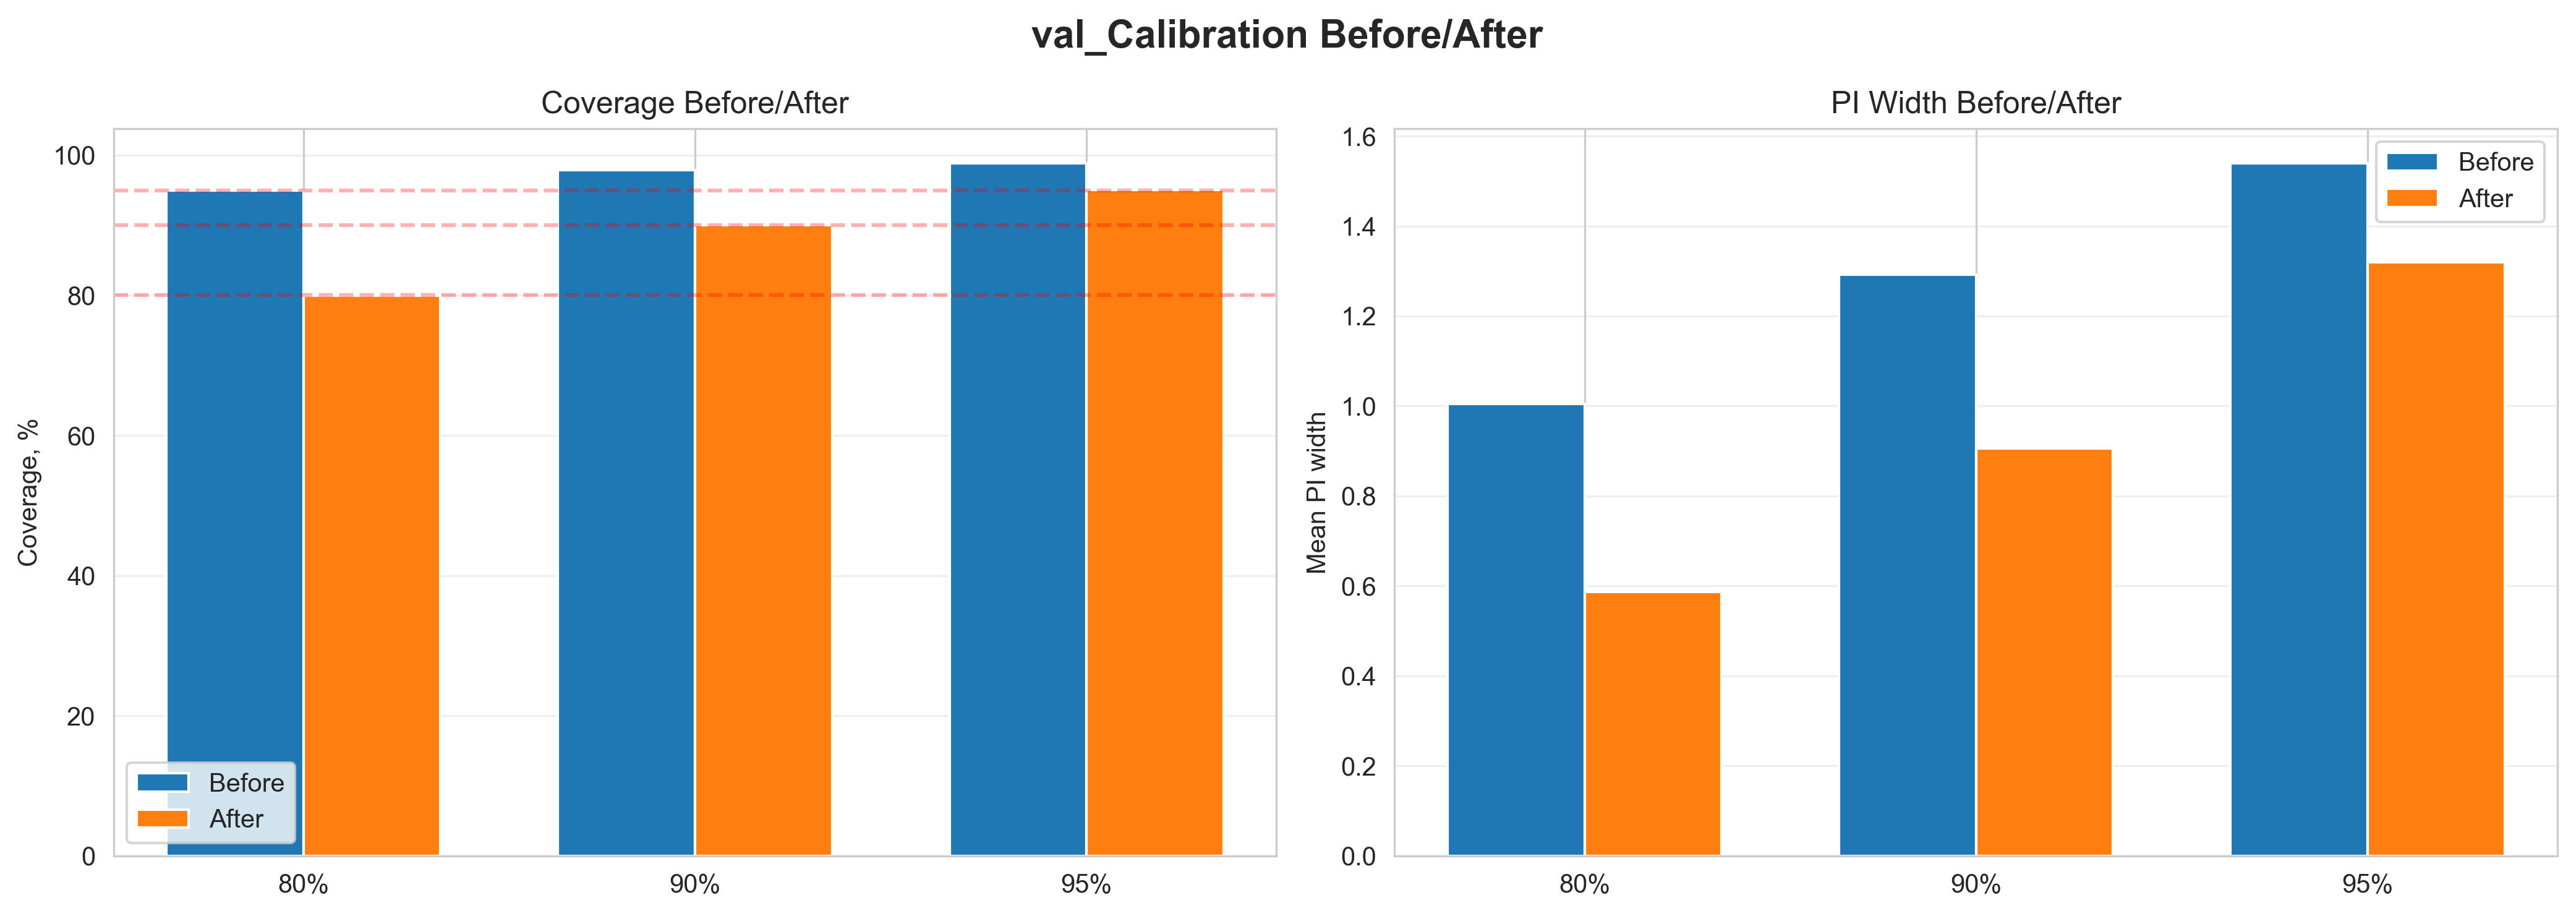 val_Calibration Before/After
Coverage Before/After
Coverage, %
100
80
60
40
20
0
80%
90%
95%
Before
After
PI Width Before/After
Mean PI width
1.6
1.4
1.2
1.0
0.8
0.6
0.4
0.2
0.0
80%
90%
95%
Before
After